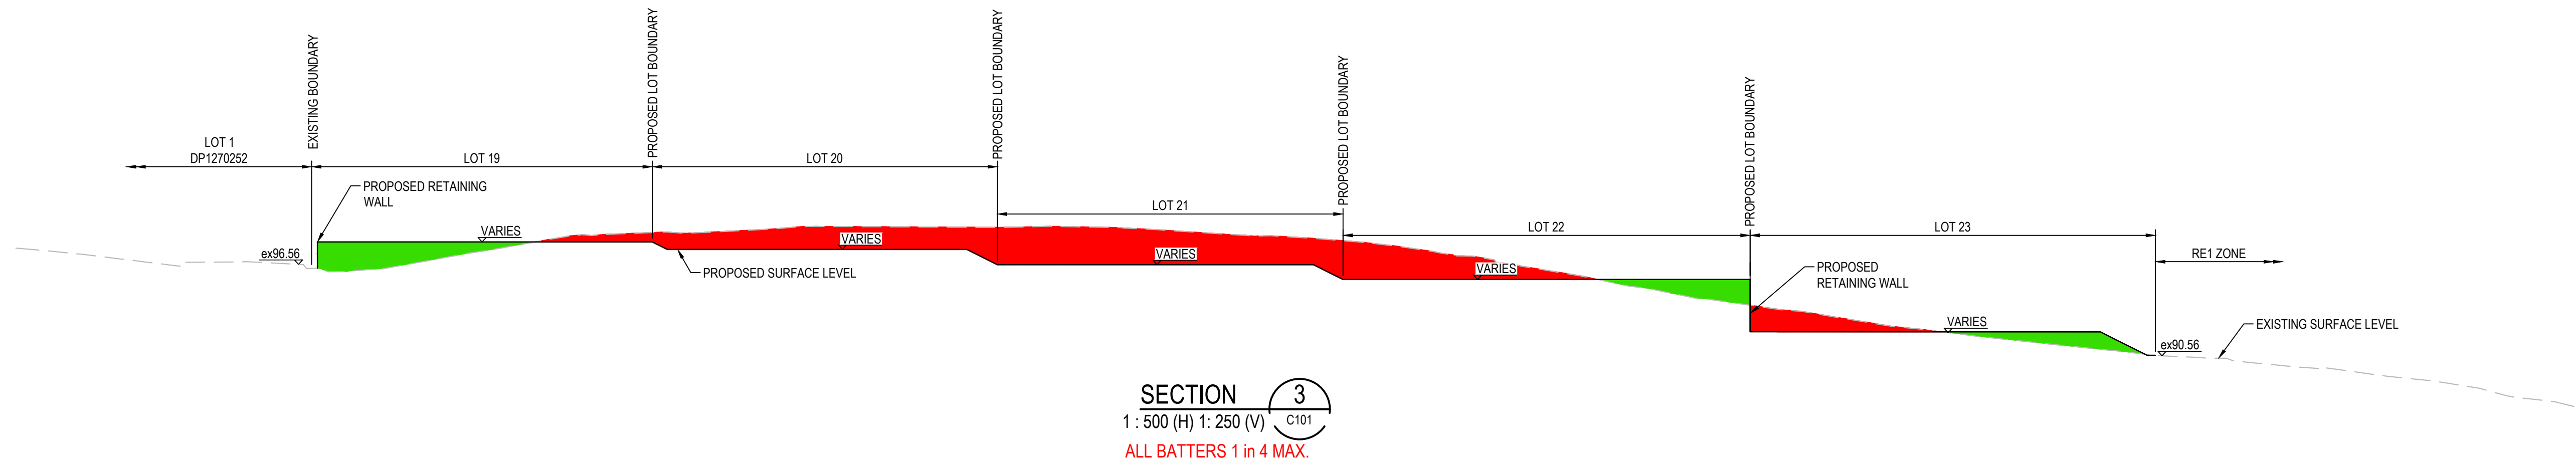 EXISTING BOUNDARY
PROPOSED LOT BOUNDARY
PROPOSED LOT BOUNDARY
PROPOSED LOT BOUNDARY
PROPOSED LOT BOUNDARY
LOT 1
DP1270252
LOT 19
LOT 20
LOT 21
LOT 22
LOT 23
PROPOSED RETAINING
WALL
VARIES
VARIES
VARIES
VARIES
VARIES
ex96.56
PROPOSED SURFACE LEVEL
PROPOSED
RETAINING WALL
RE1 ZONE
EXISTING SURFACE LEVEL
ex90.56
SECTION 3
1 : 500 (H) 1: 250 (V) C101
ALL BATTERS 1 in 4 MAX.